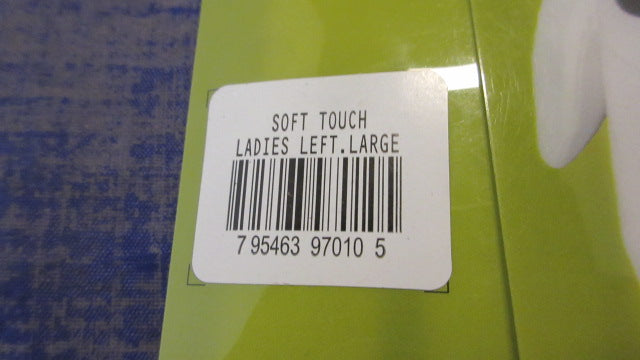 SOFT TOUCH
LADIES LEFT.LARGE
7 95463 97010 5